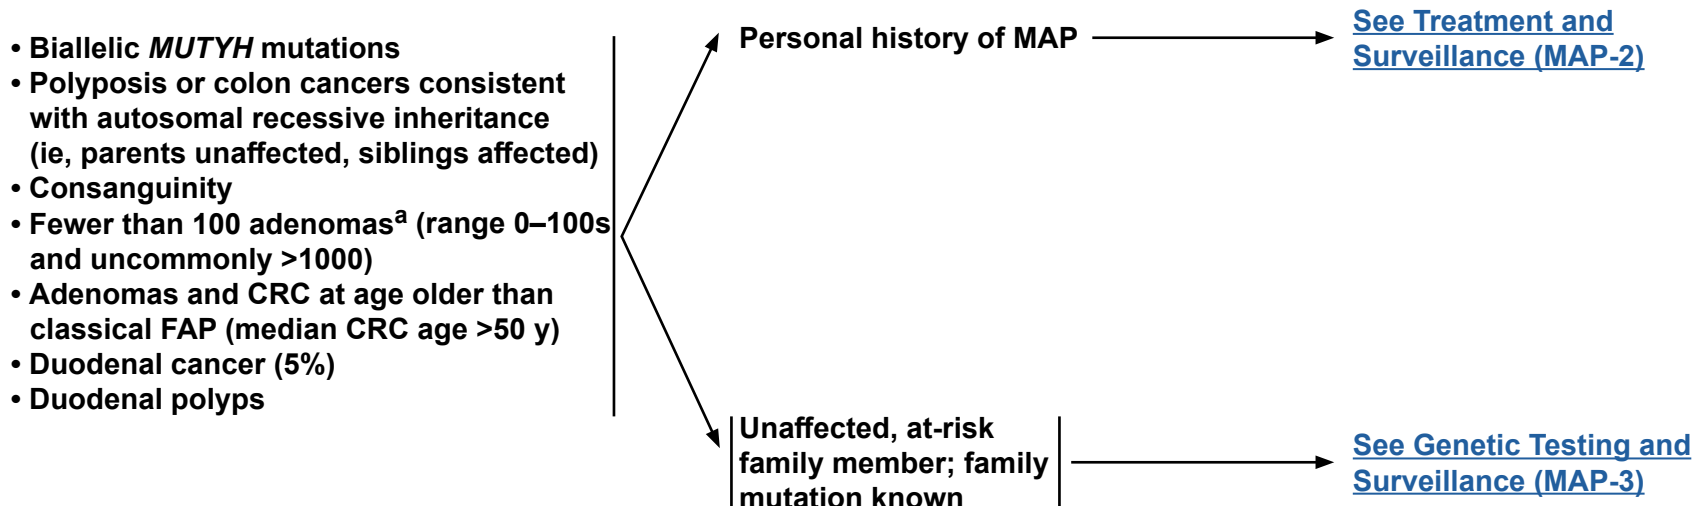 • Biallelic MUTYH mutations
• Polyposis or colon cancers consistent
with autosomal recessive inheritance
(ie, parents unaffected, siblings affected)
• Consanguinity
• Fewer than 100 adenomasa (range 0–100s
and uncommonly >1000)
• Adenomas and CRC at age older than
classical FAP (median CRC age >50 y)
• Duodenal cancer (5%)
• Duodenal polyps
Personal history of MAP
See Treatment and
Surveillance (MAP-2)
Unaffected, at-risk
family member; family
mutation known
See Genetic Testing and
Surveillance (MAP-3)